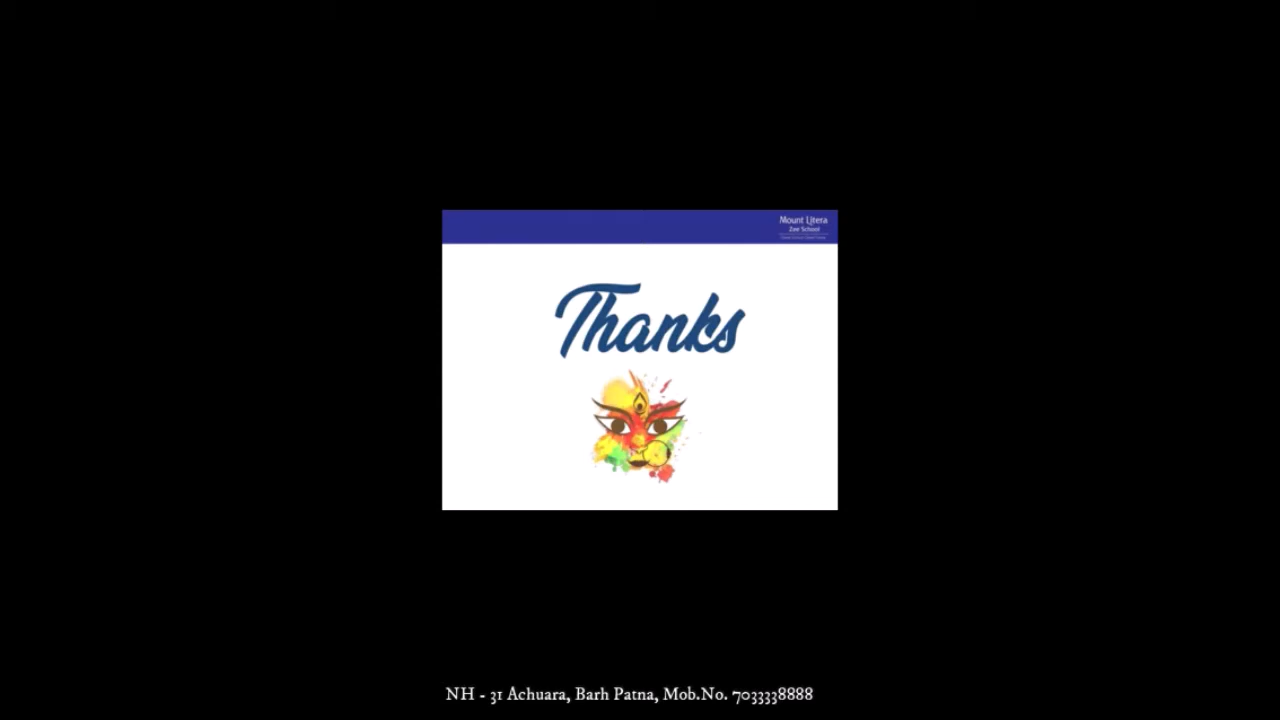 Mount Litera
Zee School
Thanks
NH - 31 Achuara, Barh Patna, Mob.No. 7033338888